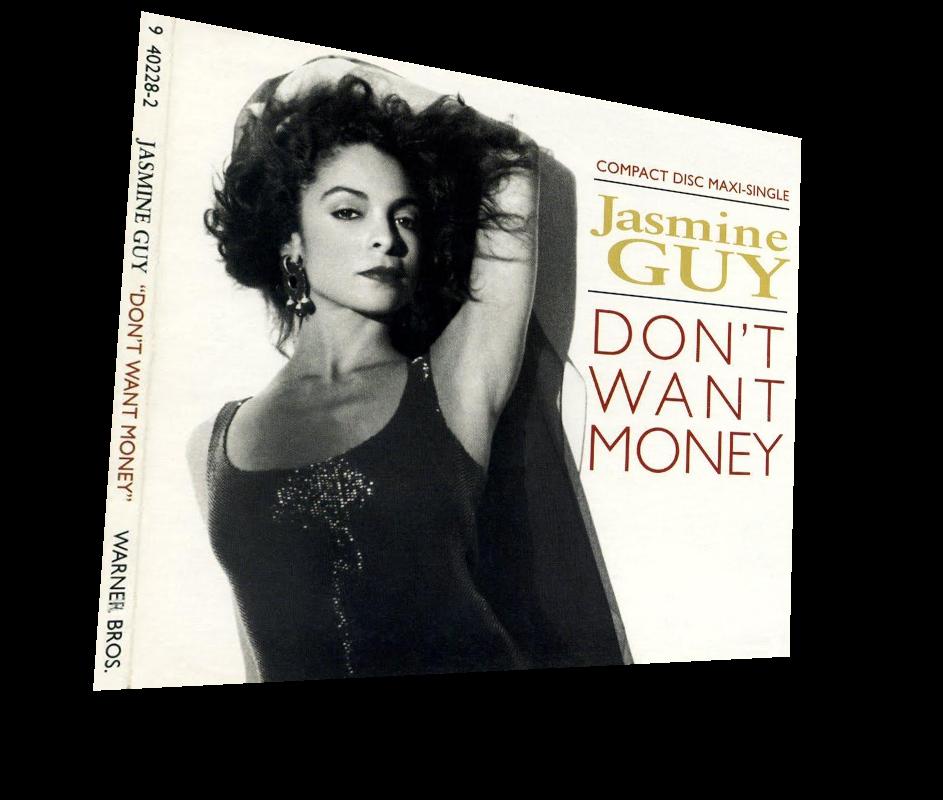 9 40228-2 JASMINE GUY "DON'T WANT MONEY" WARNER BROS.
COMPACT DISC MAXI-SINGLE
Jasmine
GUY
DON'T
WANT
MONEY